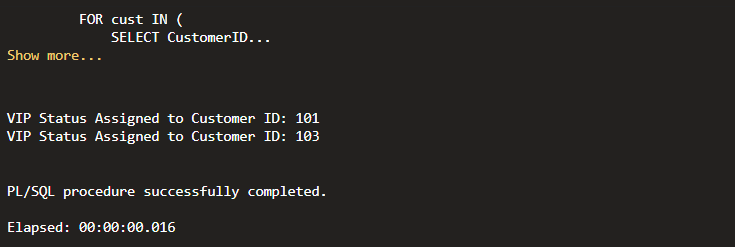 FOR cust IN (
SELECT CustomerID...
Show more...
VIP Status Assigned to Customer ID: 101
VIP Status Assigned to Customer ID: 103
PL/SQL procedure successfully completed.
Elapsed: 00:00:00.016